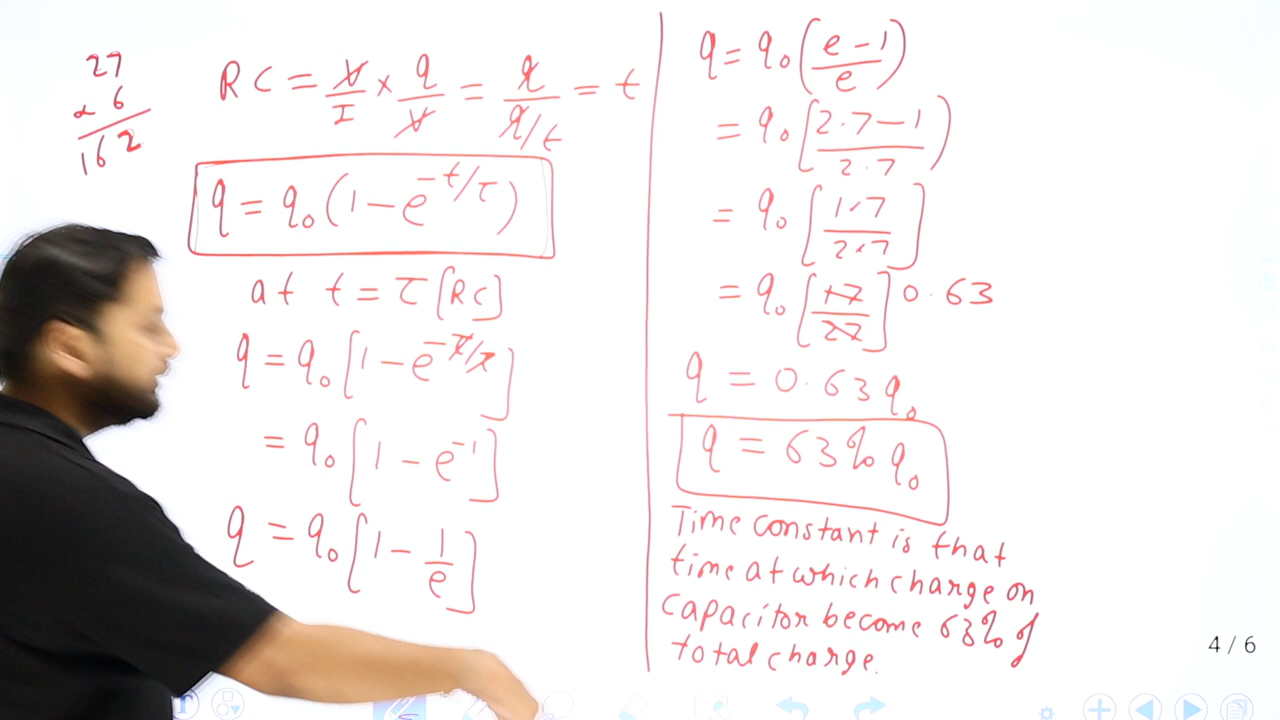 27
× 6
162
RC = V/I × q/V = q/q/t = t
q = q₀(1 − e^−t/τ)
at t = τ [RC]
q = q₀[1 − e^−τ/τ]
= q₀[1 − e⁻¹]
q = q₀[1 − 1/e]
q = q₀(e − 1/e)
= q₀[2.7 − 1/2.7)
= q₀[1.7/2.7]
= q₀[17/27] 0.63
q = 0.63 q₀
q = 63% q₀
Time constant is that
time at which charge on
capacitor become 63% of
total charge.
4 / 6